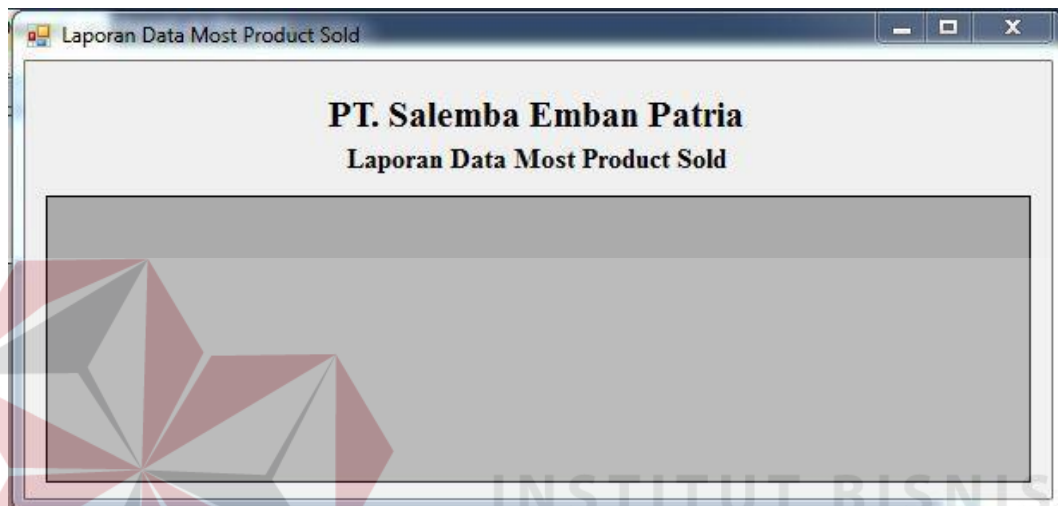 Laporan Data Most Product Sold
PT. Salemba Emban Patria
Laporan Data Most Product Sold
INSTITUT BISNIS